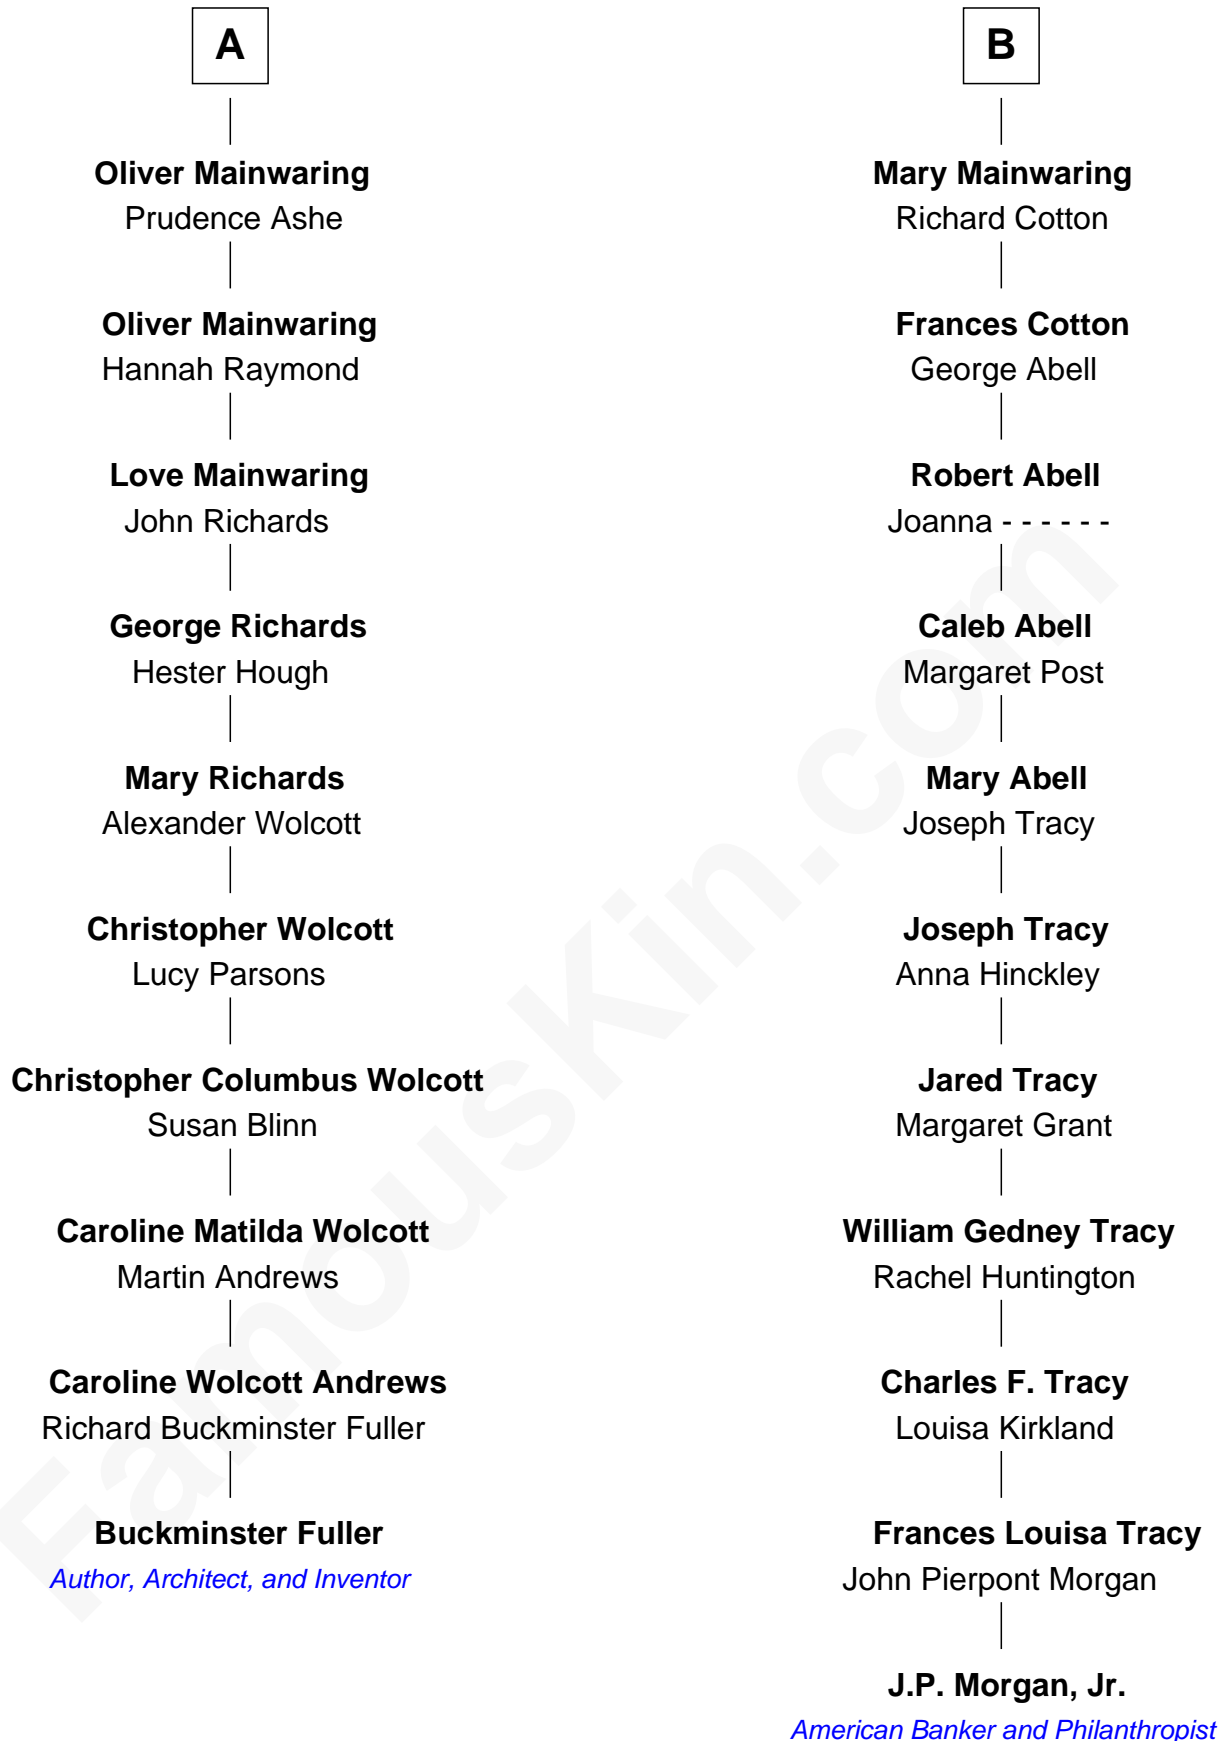 A
Oliver Mainwaring
Prudence Ashe
Oliver Mainwaring
Hannah Raymond
Love Mainwaring
John Richards
George Richards
Hester Hough
Mary Richards
Alexander Wolcott
Christopher Wolcott
Lucy Parsons
Christopher Columbus Wolcott
Susan Blinn
Caroline Matilda Wolcott
Martin Andrews
Caroline Wolcott Andrews
Richard Buckminster Fuller
Buckminster Fuller
Author, Architect, and Inventor
B
Mary Mainwaring
Richard Cotton
Frances Cotton
George Abell
Robert Abell
Joanna - - - - - -
Caleb Abell
Margaret Post
Mary Abell
Joseph Tracy
Joseph Tracy
Anna Hinckley
Jared Tracy
Margaret Grant
William Gedney Tracy
Rachel Huntington
Charles F. Tracy
Louisa Kirkland
Frances Louisa Tracy
John Pierpont Morgan
J.P. Morgan, Jr.
American Banker and Philanthropist
FamousKin.com